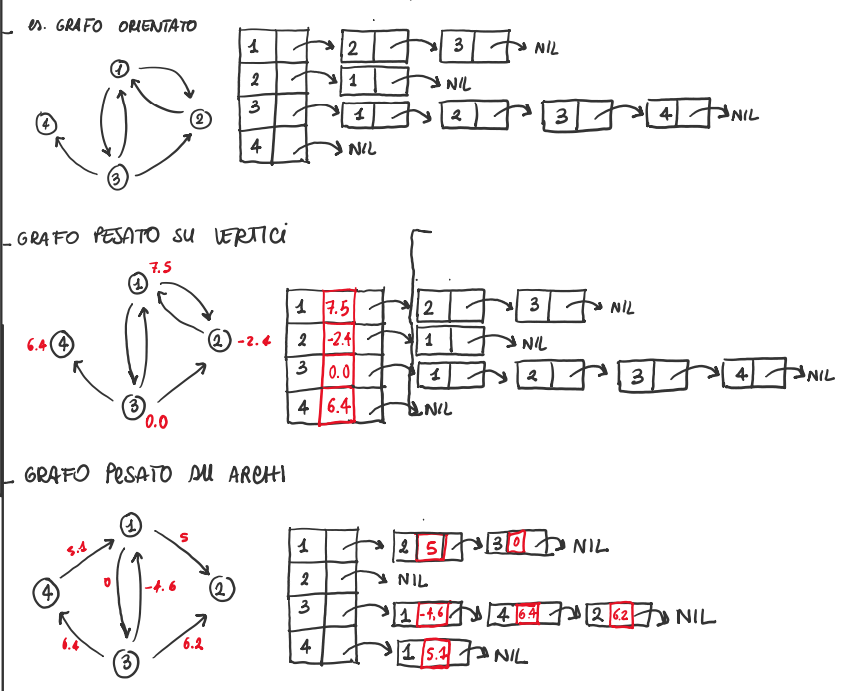 es. GRAFO ORIENTATO
1 2 3 NIL
1
2 1 NIL
4 2
3 1 2 3 4 NIL
4 NIL
3
GRAFO PESATO SU VERTICI
7.5
1
1 7.5 2 3 NIL
6.4 4 2 -2.4
2 -2.4 1 NIL
3 0.0 1 2 3 4 NIL
3
0.0
4 6.4 NIL
GRAFO PESATO SU ARCHI
1
5.1 5
1 2 5 3 0 NIL
4 0 -4.6 2
2 NIL
3 1 -4,6 4 6.4 2 6.2 NIL
6.4 6.2
3
4 1 5.1 NIL